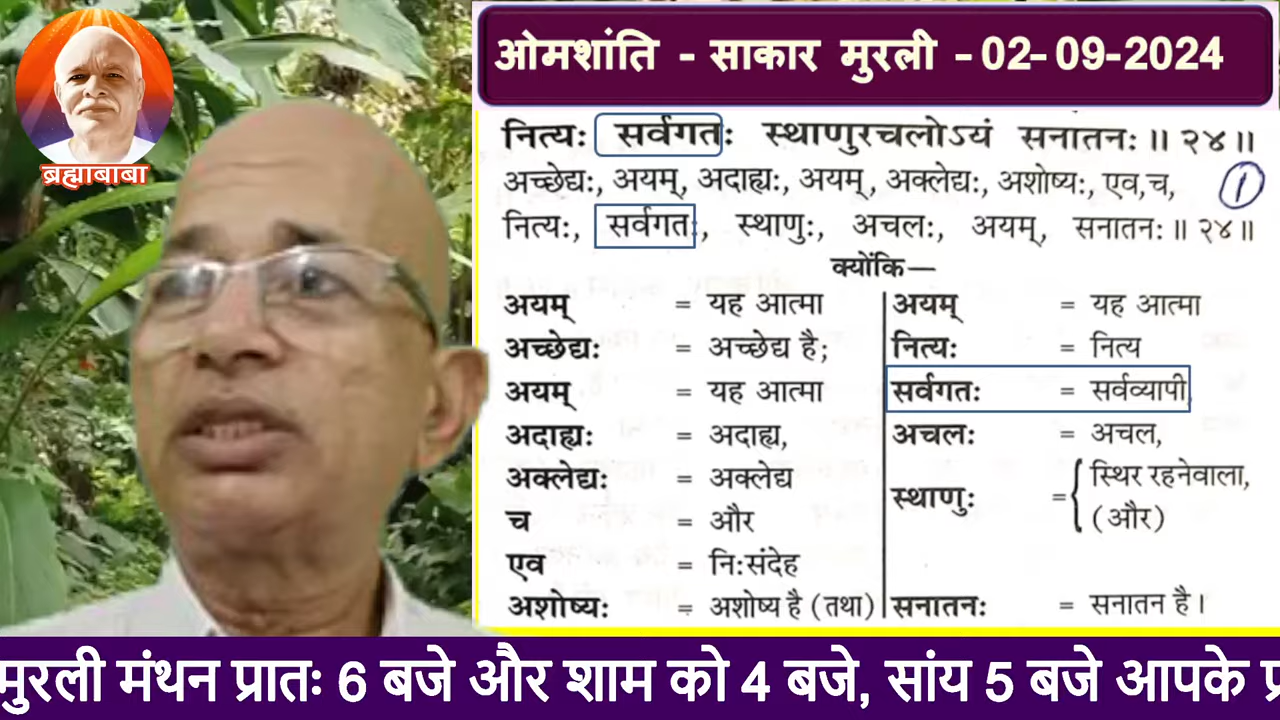 ओमशांति - साकार मुरली - 02-09-2024
ब्रह्माबाबा
नित्यः सर्वगतः स्थाणुरचलोऽयं सनातनः॥ २४॥
अच्छेद्यः, अयम्, अदाह्यः, अयम्, अक्लेद्यः, अशोष्यः, एव,च,
1
नित्यः, सर्वगतः, स्थाणुः, अचलः, अयम्, सनातनः॥ २४॥
क्योंकि—
अयम् = यह आत्मा
अच्छेद्यः = अच्छेद्य है;
अयम् = यह आत्मा
अदाह्यः = अदाह्य,
अक्लेद्यः = अक्लेद्य
च = और
एव = निःसंदेह
अशोष्यः = अशोष्य है (तथा)
अयम् = यह आत्मा
नित्यः = नित्य
सर्वगतः = सर्वव्यापी,
अचलः = अचल,
स्थाणुः = { स्थिर रहनेवाला,
(और)
सनातनः = सनातन है।
मुरली मंथन प्रातः 6 बजे और शाम को 4 बजे, सांय 5 बजे आपके प्र